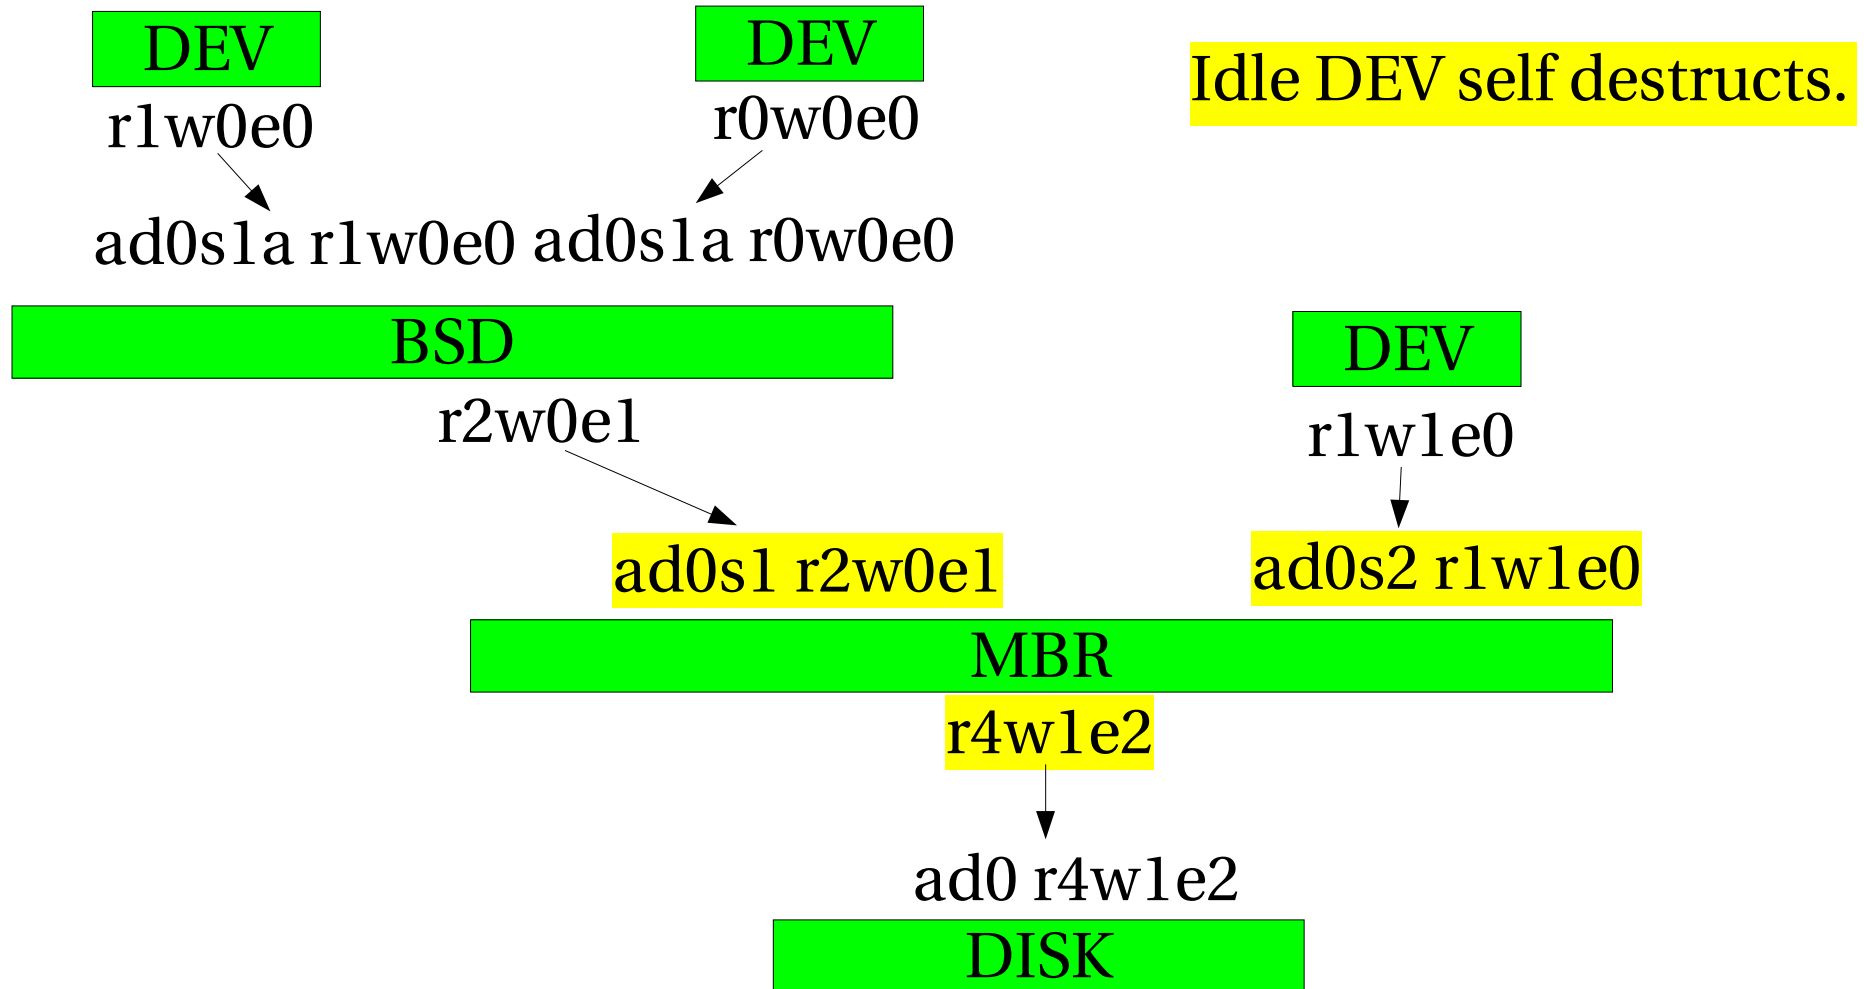 DEV
DEV
Idle DEV self destructs.
r1w0e0
r0w0e0
ad0s1a r1w0e0
ad0s1a r0w0e0
BSD
DEV
r2w0e1
r1w1e0
ad0s1 r2w0e1
ad0s2 r1w1e0
MBR
r4w1e2
ad0 r4w1e2
DISK